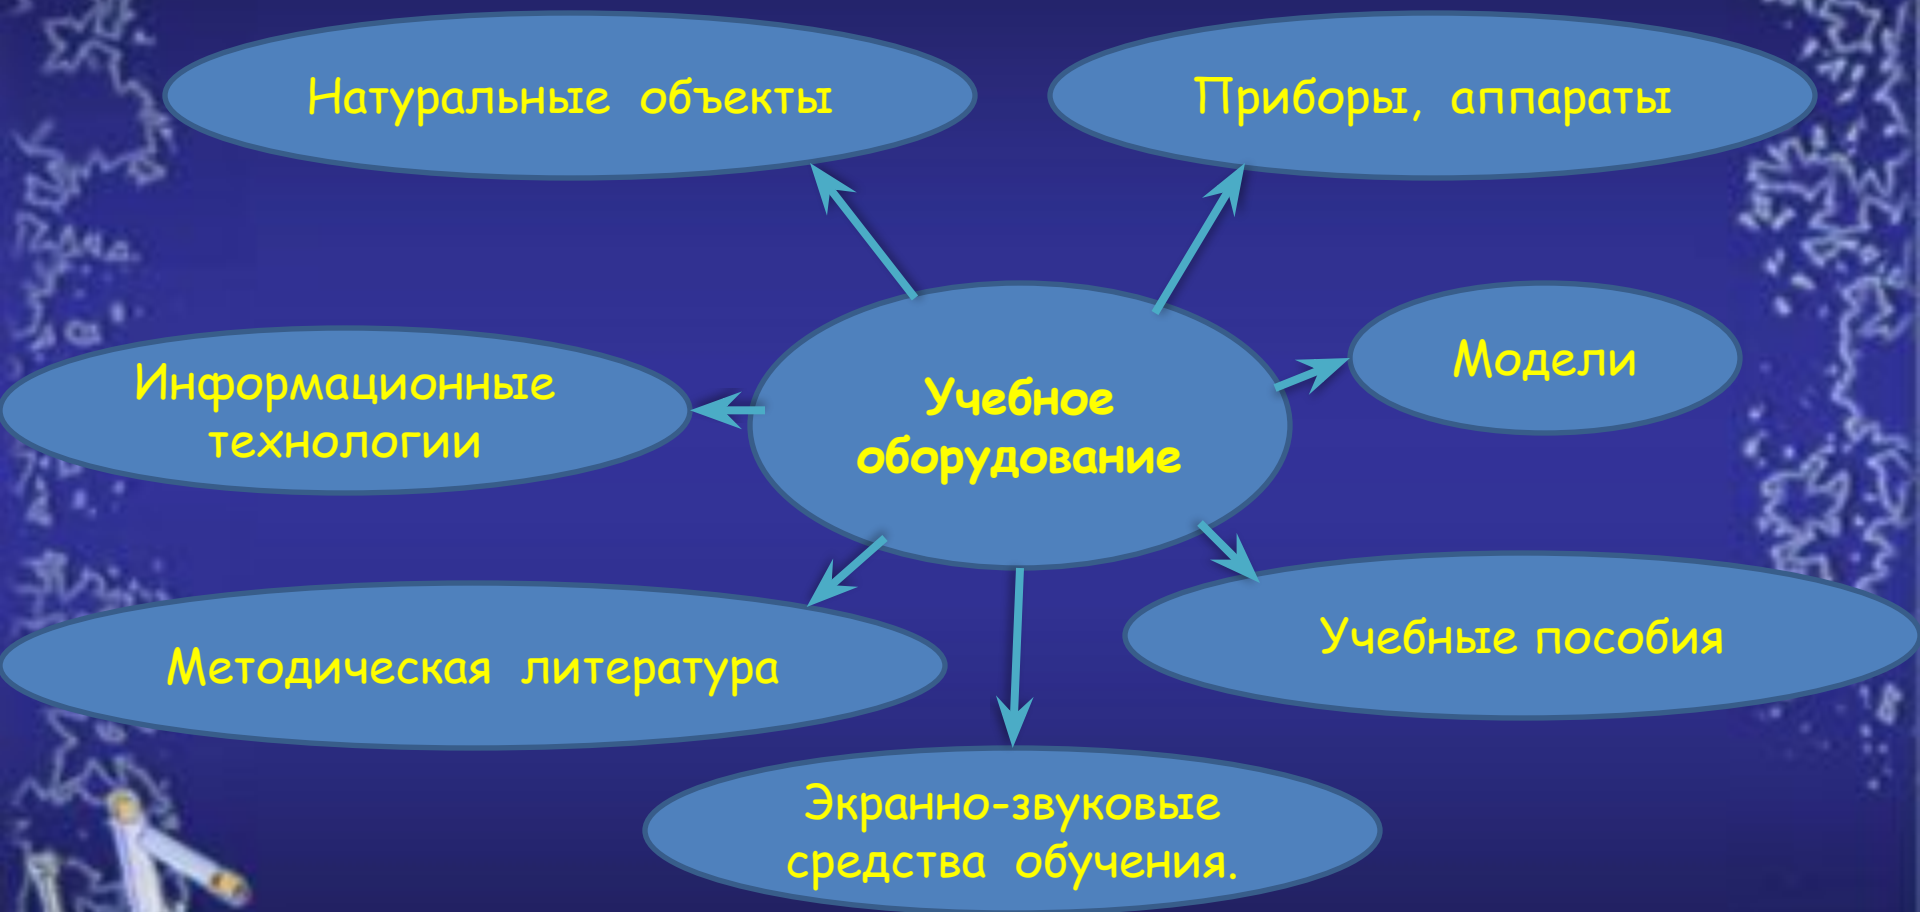 Натуральные объекты
Приборы, аппараты
Модели
Информационные
технологии
Учебное
оборудование
Учебные пособия
Методическая литература
Экранно-звуковые
средства обучения.